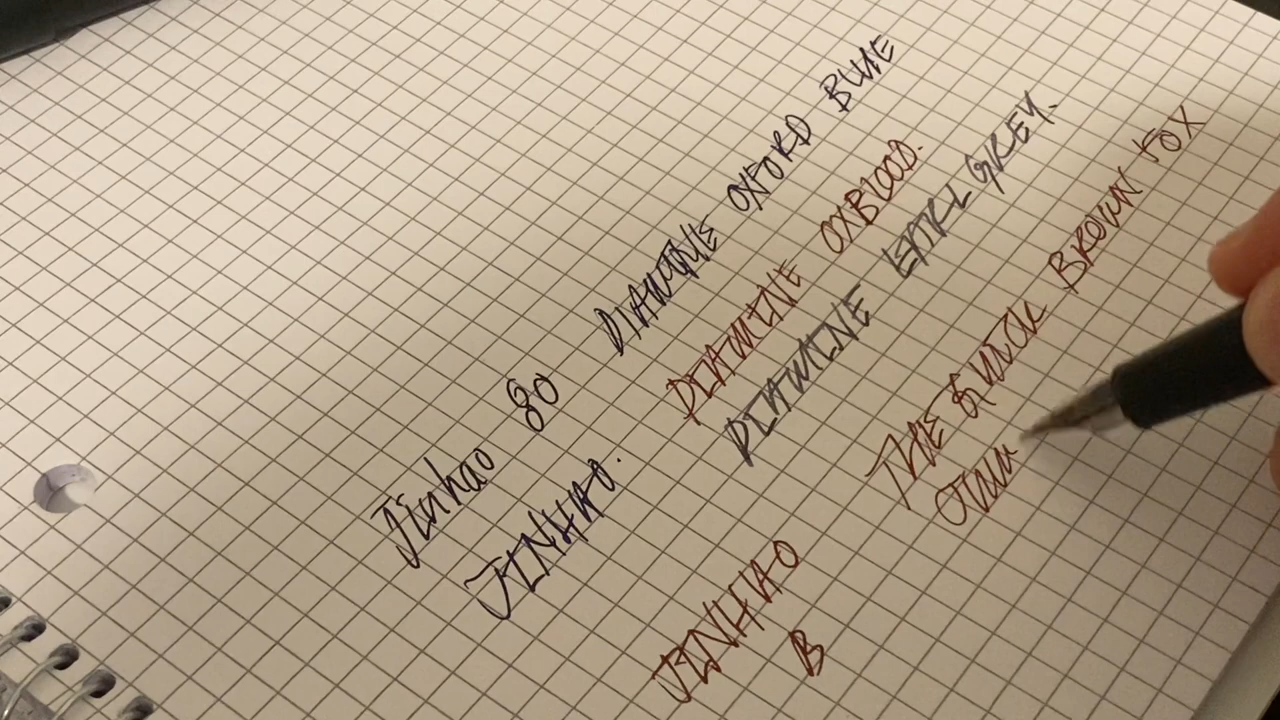 Jinhao 80 DIAMINE OXFORD BLUE
JINHAO. DIAMINE OXBLOOD.
DIAMINE EARL GREY.
THE QUICK BROWN FOX
JINHAO
B